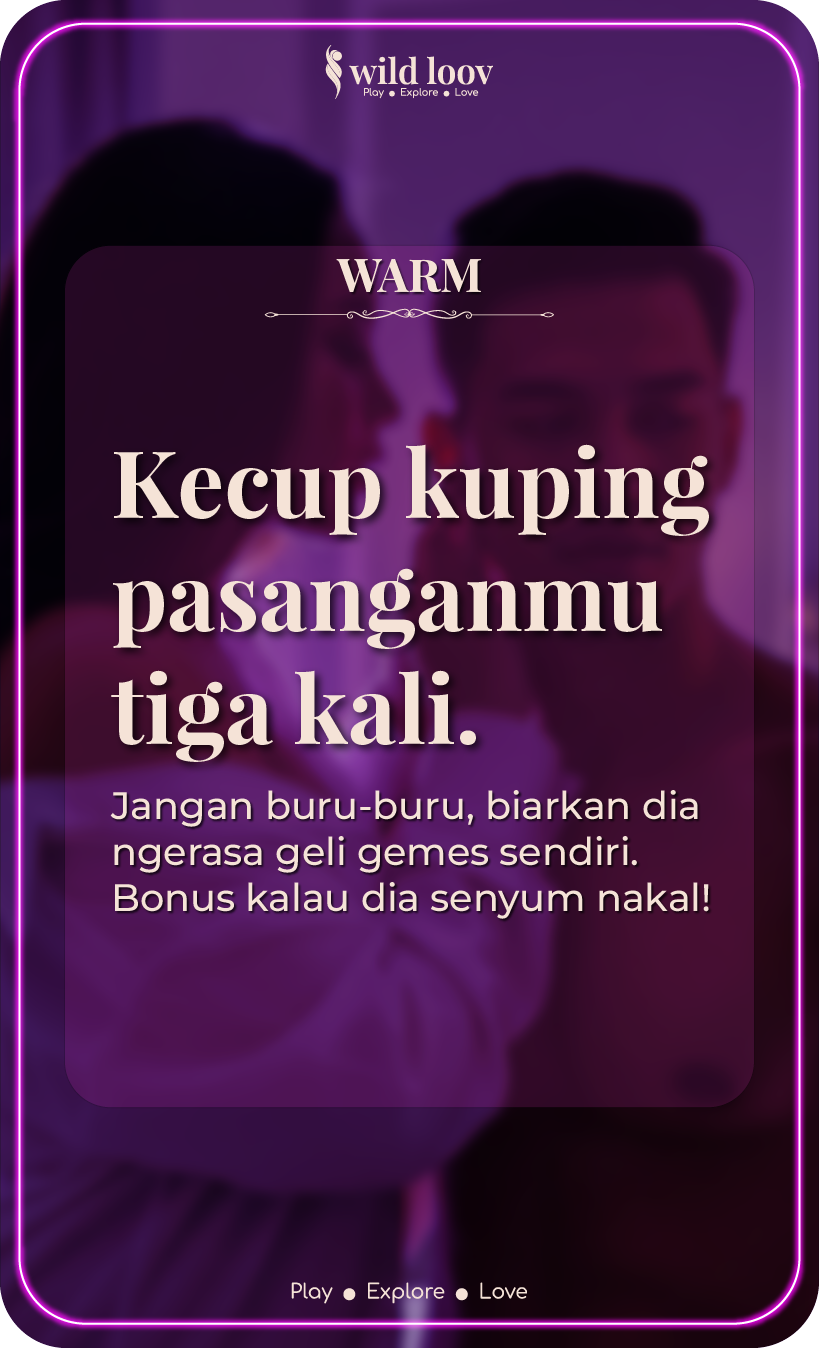 wild loov
Play • Explore • Love
WARM
Kecup kuping
pasanganmu
tiga kali.
Jangan buru-buru, biarkan dia
ngerasa geli gemes sendiri.
Bonus kalau dia senyum nakal!
Play • Explore • Love